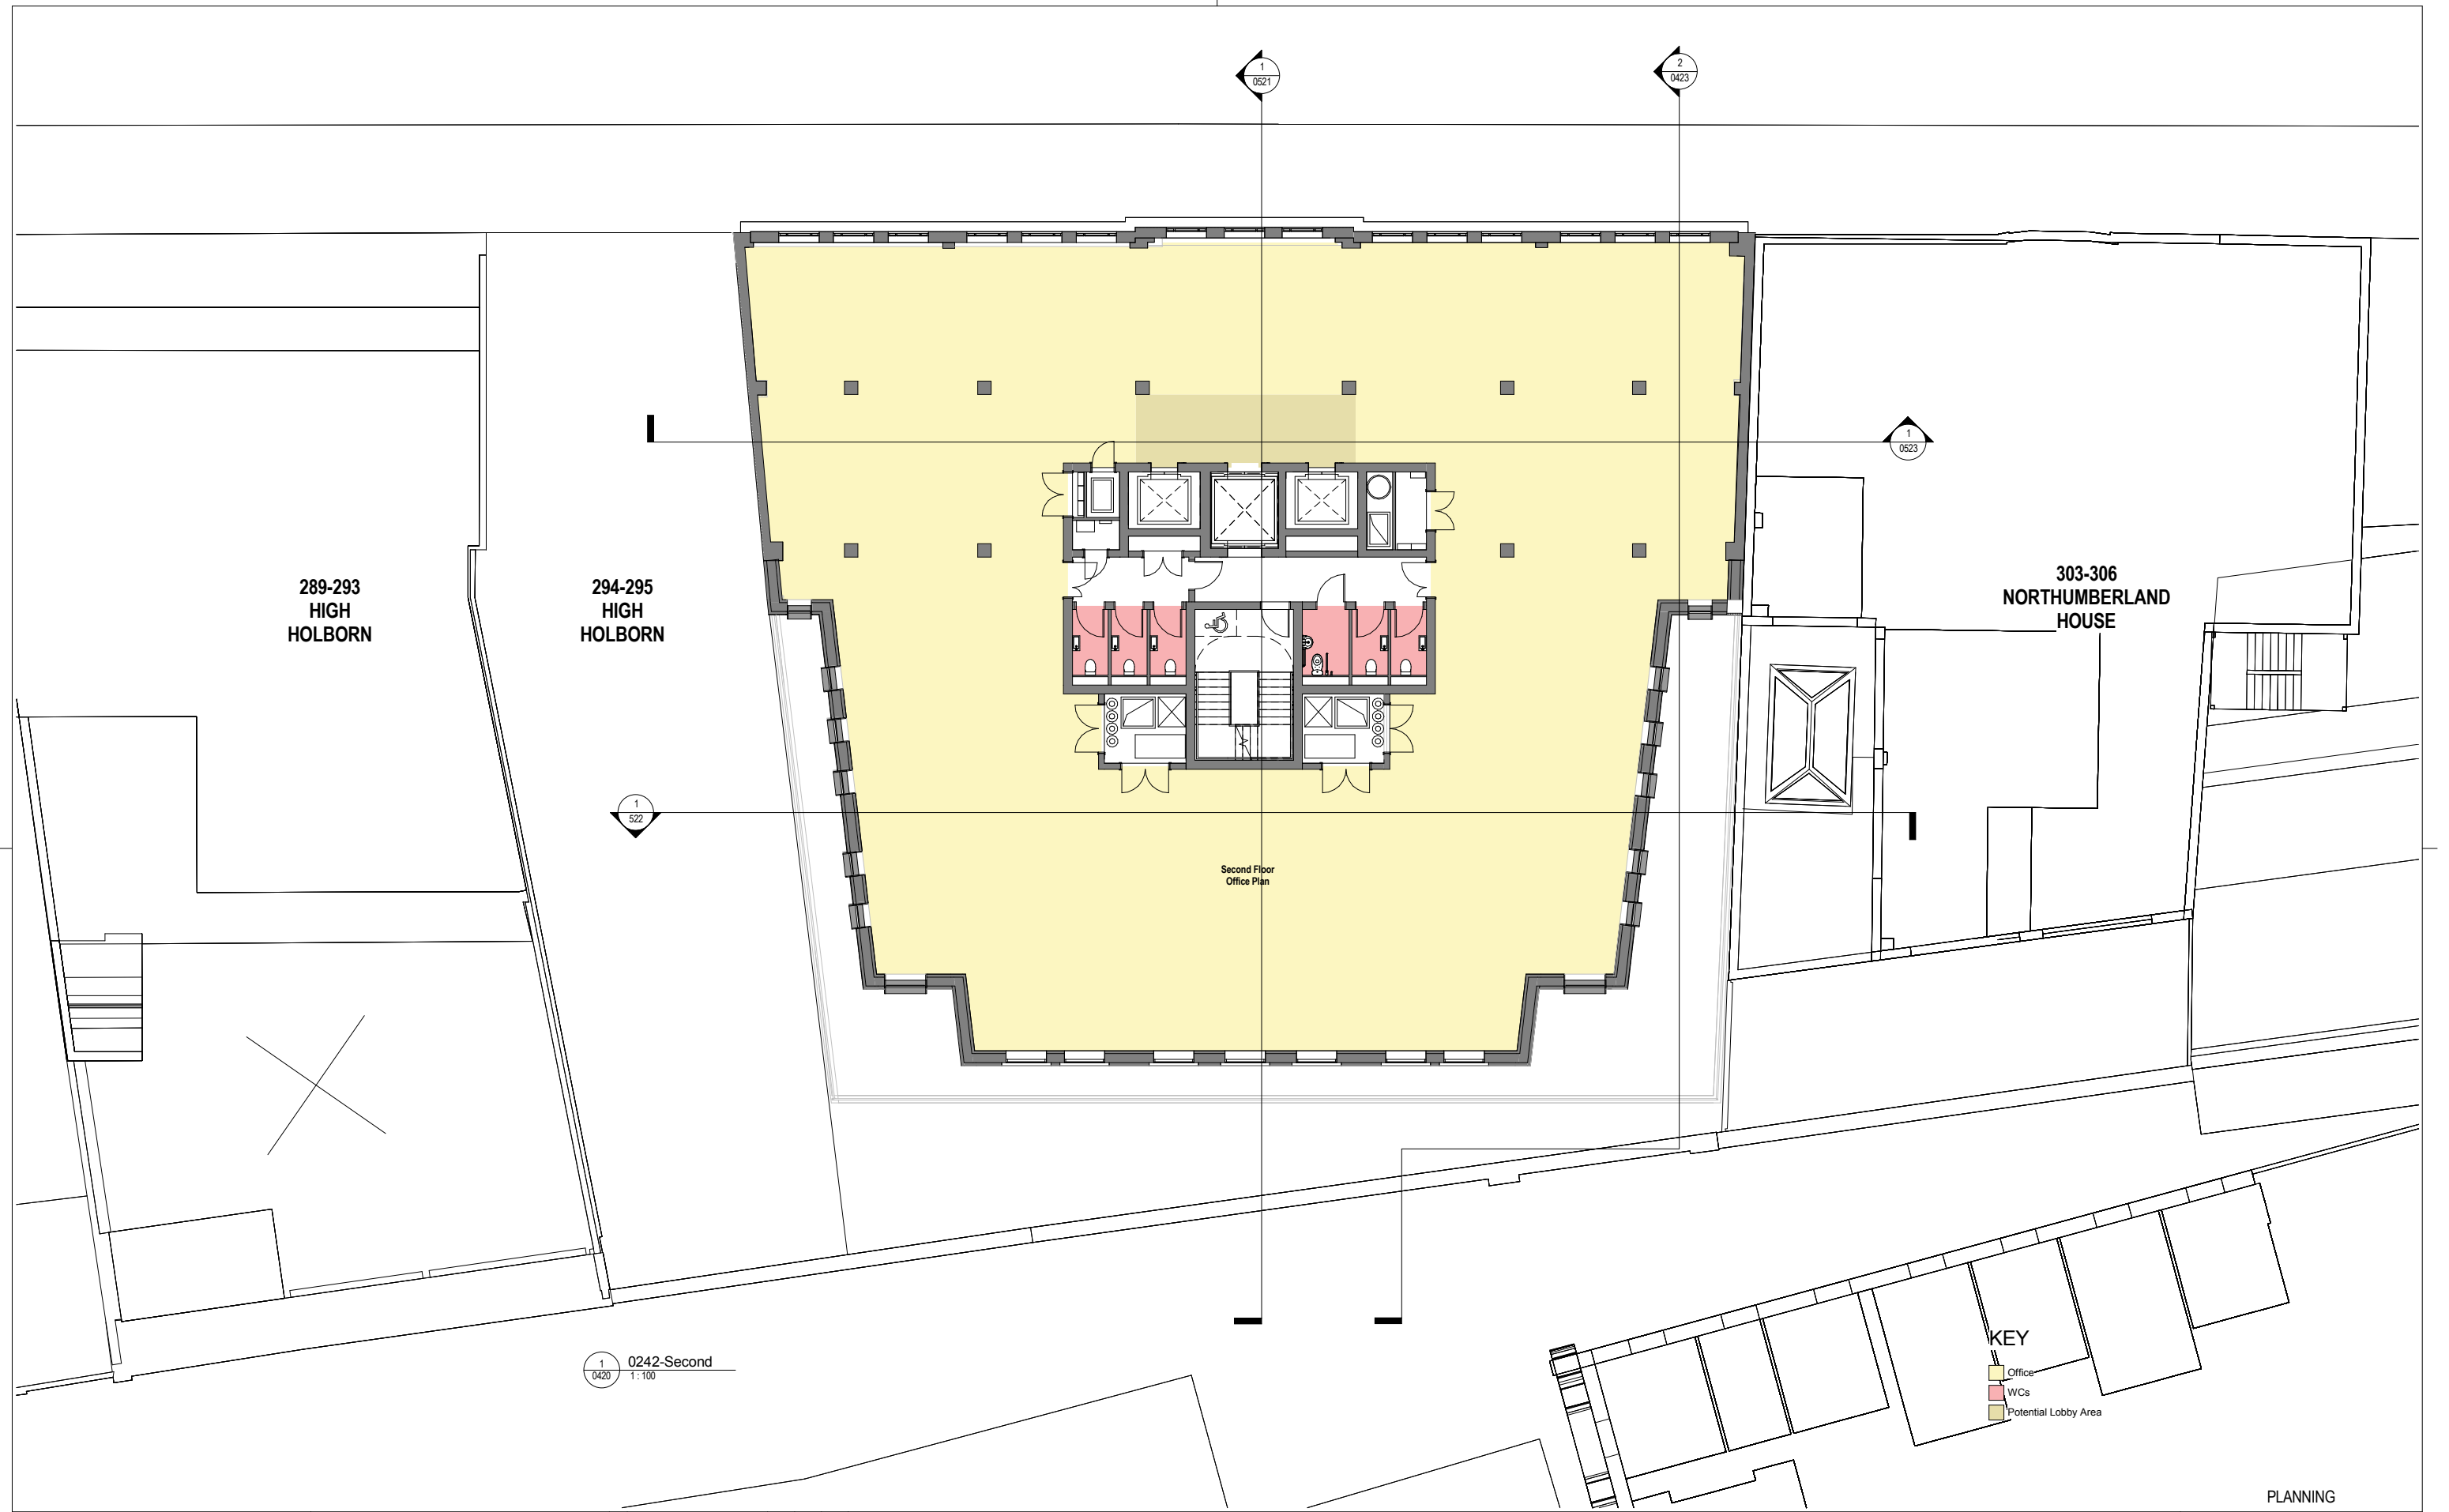 1
0521
2
0423
1
0523
289-293
HIGH
HOLBORN
294-295
HIGH
HOLBORN
303-306
NORTHUMBERLAND
HOUSE
1
522
Second Floor
Office Plan
1
0420
0242-Second
1 : 100
KEY
Office
WCs
Potential Lobby Area
PLANNING